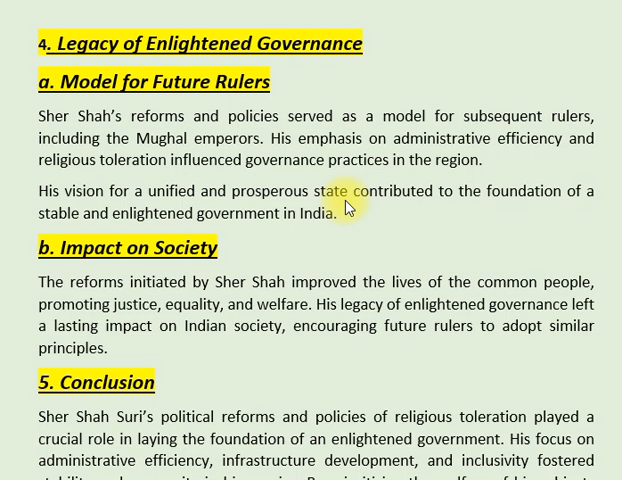 4. Legacy of Enlightened Governance
a. Model for Future Rulers
Sher Shah’s reforms and policies served as a model for subsequent rulers,
including the Mughal emperors. His emphasis on administrative efficiency and
religious toleration influenced governance practices in the region.
His vision for a unified and prosperous state contributed to the foundation of a
stable and enlightened government in India.
b. Impact on Society
The reforms initiated by Sher Shah improved the lives of the common people,
promoting justice, equality, and welfare. His legacy of enlightened governance left
a lasting impact on Indian society, encouraging future rulers to adopt similar
principles.
5. Conclusion
Sher Shah Suri’s political reforms and policies of religious toleration played a
crucial role in laying the foundation of an enlightened government. His focus on
administrative efficiency, infrastructure development, and inclusivity fostered